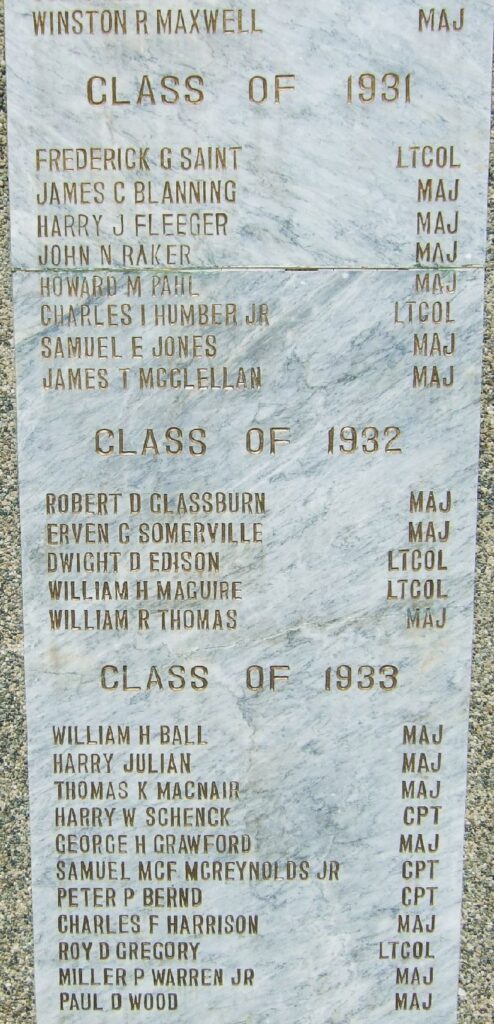 WINSTON R MAXWELL MAJ
CLASS OF 1931
FREDERICK G SAINT LTCOL
JAMES C BLANNING MAJ
HARRY J FLEEGER MAJ
JOHN N RAKER MAJ
HOWARD M PAHL MAJ
CHARLES I HUMBER JR LTCOL
SAMUEL E JONES MAJ
JAMES T MCCLELLAN MAJ
CLASS OF 1932
ROBERT D GLASSBURN MAJ
ERVEN C SOMERVILLE MAJ
DWIGHT D EDISON LTCOL
WILLIAM H MAGUIRE LTCOL
WILLIAM R THOMAS MAJ
CLASS OF 1933
WILLIAM H BALL MAJ
HARRY JULIAN MAJ
THOMAS K MACNAIR MAJ
HARRY W SCHENCK CPT
GEORGE H CRAWFORD MAJ
SAMUEL MCF MCREYNOLDS JR CPT
PETER P BERND CPT
CHARLES F HARRISON MAJ
ROY D GREGORY LTCOL
MILLER P WARREN JR MAJ
PAUL D WOOD MAJ